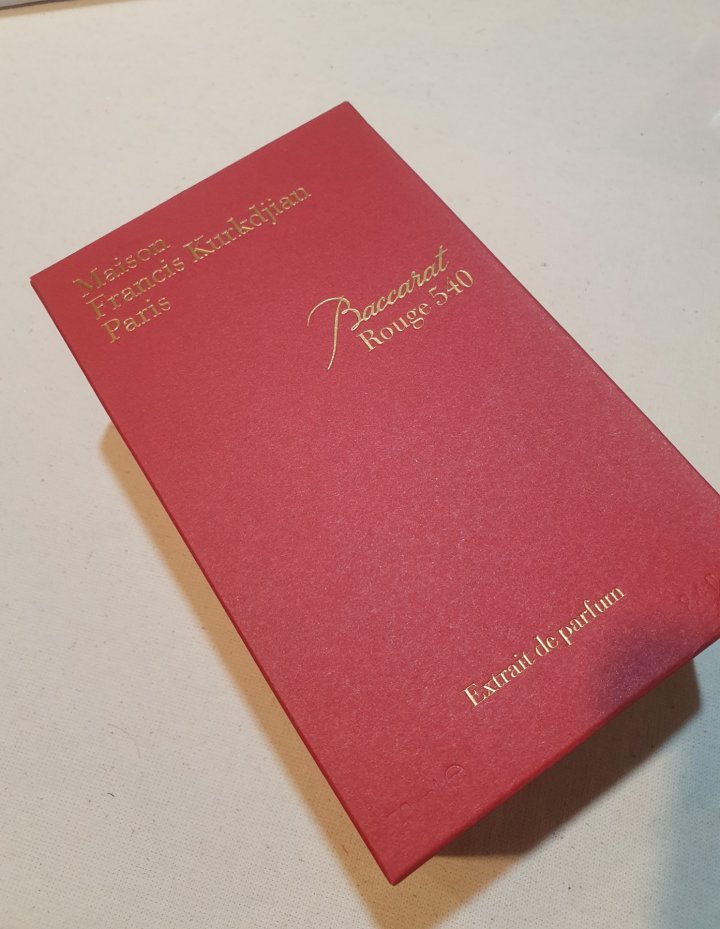 Maison
Francis Kurkdjian
Paris
Baccarat
Rouge 540
Extrait de parfum